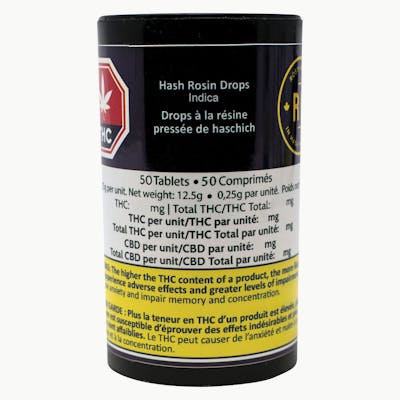 THC
Hash Rosin Drops
Indica
Drops à la résine
pressée de haschich
50 Tablets • 50 Comprimés
per unit. Net weight: 12.5g • 0,25g par unité. Poids
THC: mg | Total THC/THC Total: mg
THC per unit/THC par unité: mg
Total THC per unit/THC Total par unité: mg
CBD per unit/CBD par unité: mg
Total CBD per unit/CBD Total par unité: mg
The higher the THC content of a product, the more
adverse effects and greater levels of
anxiety and impair memory and concentration.
GARDE : Plus la teneur en THC d'un produit est élevée,
est susceptible d'éprouver des effets indésirables et
affaiblies. Le THC peut causer de l'anxiété et
à la concentration.